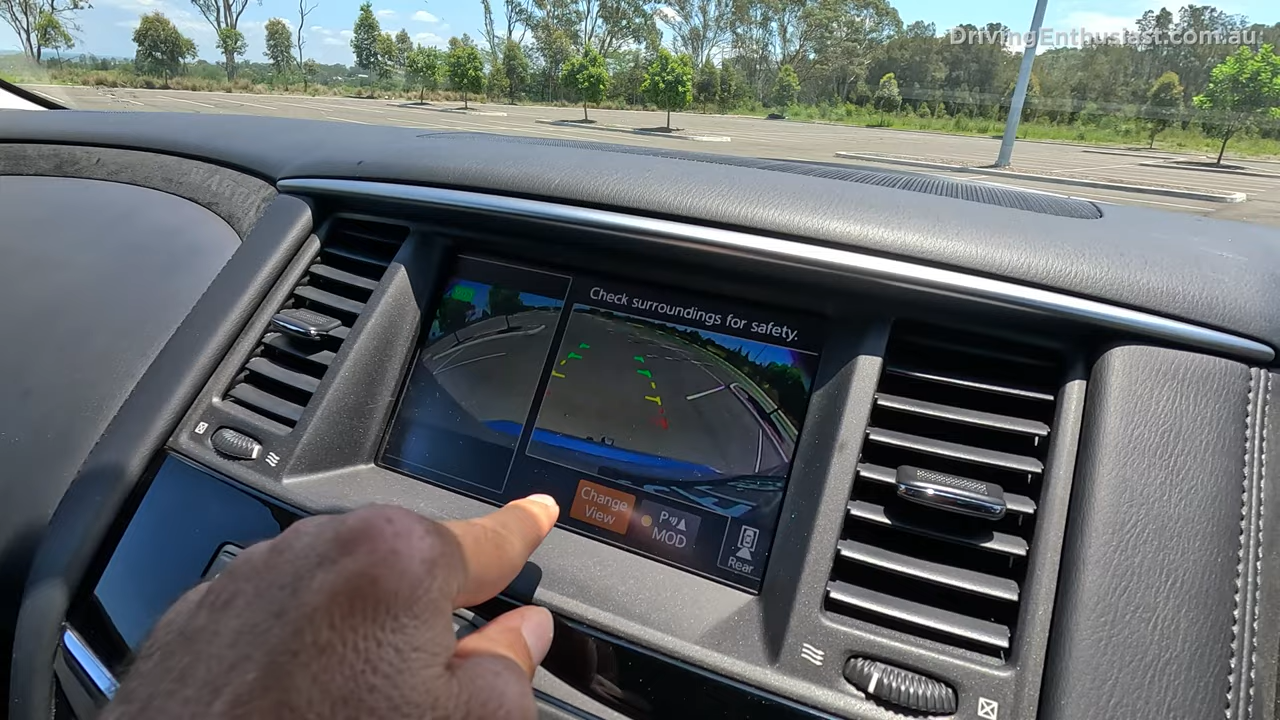 DrivingEnthusiast.com.au
Check surroundings for safety.
Change
View
P
MOD
Rear